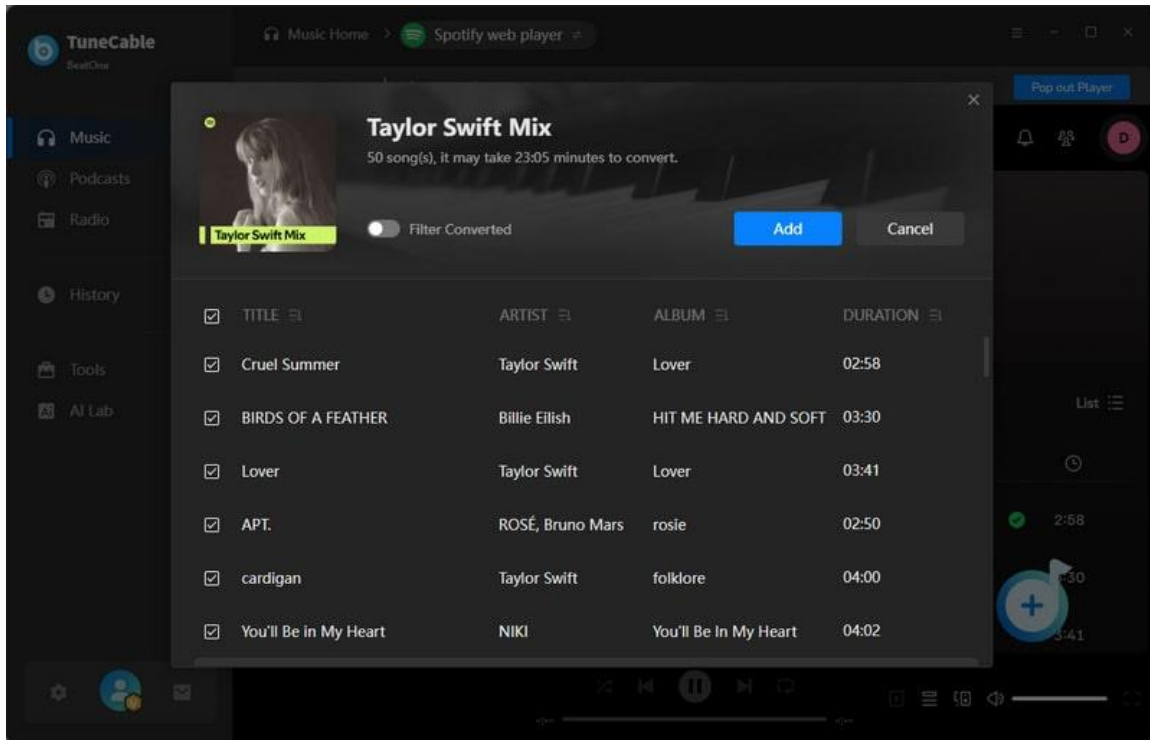 TuneCable
BeatOne
Music Home > Spotify web player
Pop out Player
Music
Podcasts
Radio
History
Tools
AI Lab
D
Taylor Swift Mix
50 song(s), it may take 23:05 minutes to convert.
Taylor Swift Mix
Filter Converted
Add
Cancel
TITLE ARTIST ALBUM DURATION
Cruel Summer Taylor Swift Lover 02:58
BIRDS OF A FEATHER Billie Eilish HIT ME HARD AND SOFT 03:30
Lover Taylor Swift Lover 03:41
APT. ROSÉ, Bruno Mars rosie 02:50
cardigan Taylor Swift folklore 04:00
You'll Be in My Heart NIKI You'll Be In My Heart 04:02
List
2:58
3:41